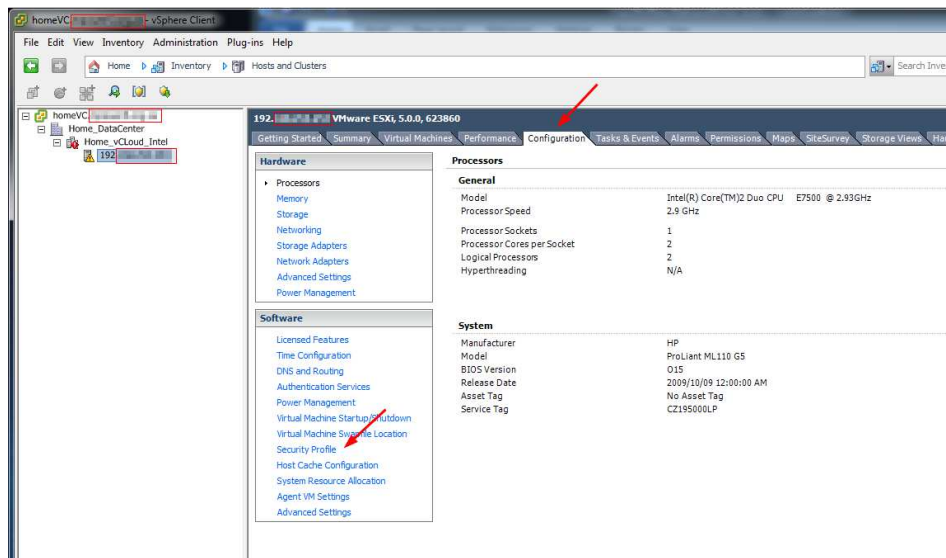 homeVC - vSphere Client
File Edit View Inventory Administration Plug-ins Help
Home Inventory Hosts and Clusters
Search Inve
homeVC
Home_DataCenter
Home_vCLoud_Intel
192
192. VMware ESXi, 5.0.0, 623860
Getting Started Summary Virtual Machines Performance Configuration Tasks & Events Alarms Permissions Maps SiteSurvey Storage Views Har
Hardware
Processors
Memory
Storage
Networking
Storage Adapters
Network Adapters
Advanced Settings
Power Management
Software
Licensed Features
Time Configuration
DNS and Routing
Authentication Services
Power Management
Virtual Machine Startup/Shutdown
Virtual Machine Swapfile Location
Security Profile
Host Cache Configuration
System Resource Allocation
Agent VM Settings
Advanced Settings
Processors
General
Model Intel(R) Core(TM)2 Duo CPU E7500 @ 2.93GHz
Processor Speed 2.9 GHz
Processor Sockets 1
Processor Cores per Socket 2
Logical Processors 2
Hyperthreading N/A
System
Manufacturer HP
Model ProLiant ML110 G5
BIOS Version O15
Release Date 2009/10/09 12:00:00 AM
Asset Tag No Asset Tag
Service Tag CZ195000LP